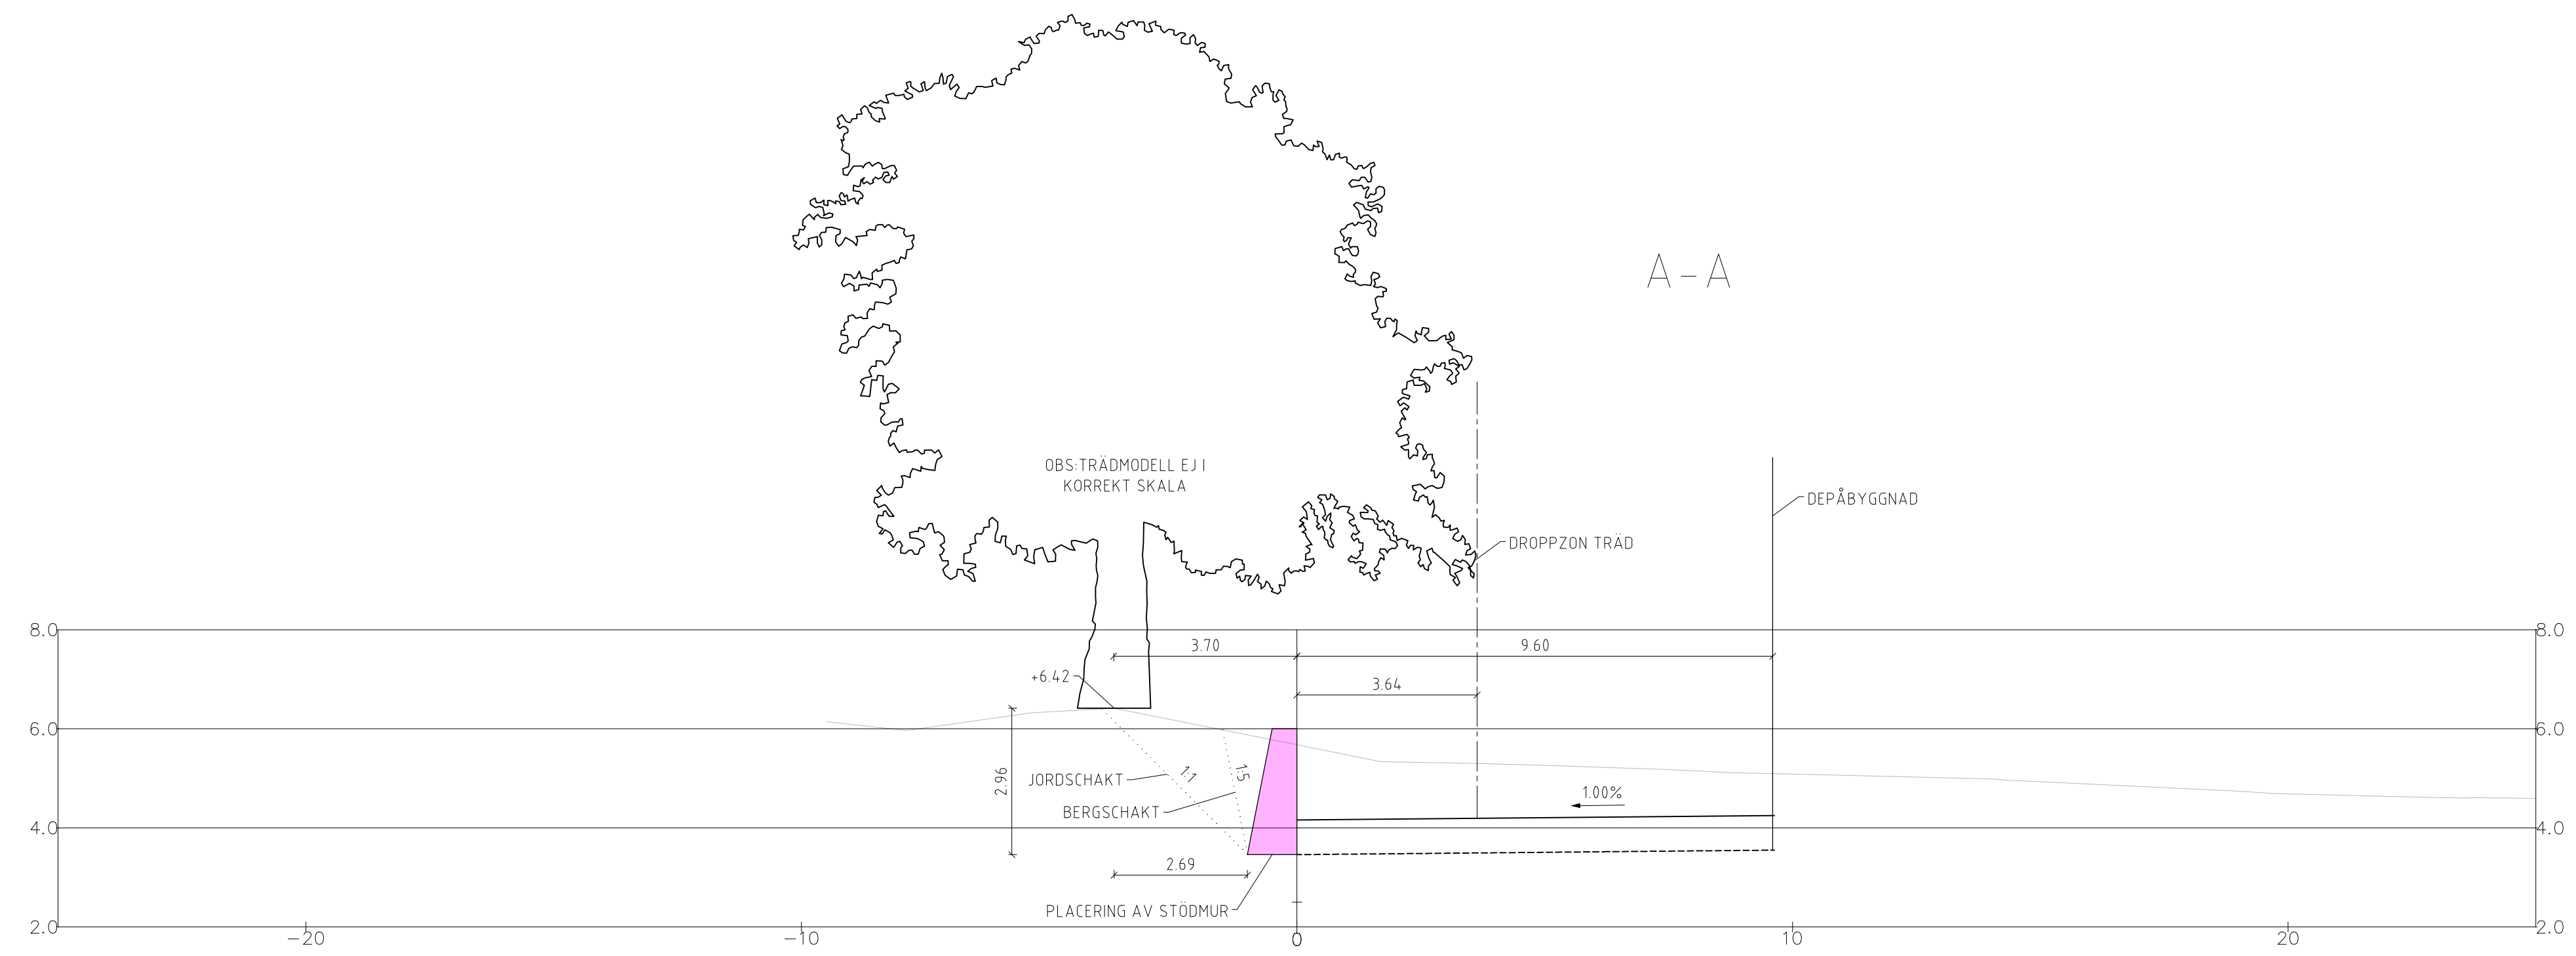 A-A
OBS:TRÄDMODELL EJ I
KORREKT SKALA
DEPÅBYGGNAD
DROPPZON TRÄD
8.0
8.0
3.70
9.60
+6.42
3.64
6.0
6.0
2.96
JORDSCHAKT
1:1
1:5
BERGSCHAKT
1.00%
4.0
4.0
2.69
PLACERING AV STÖDMUR
2.0
2.0
-20
-10
0
10
20